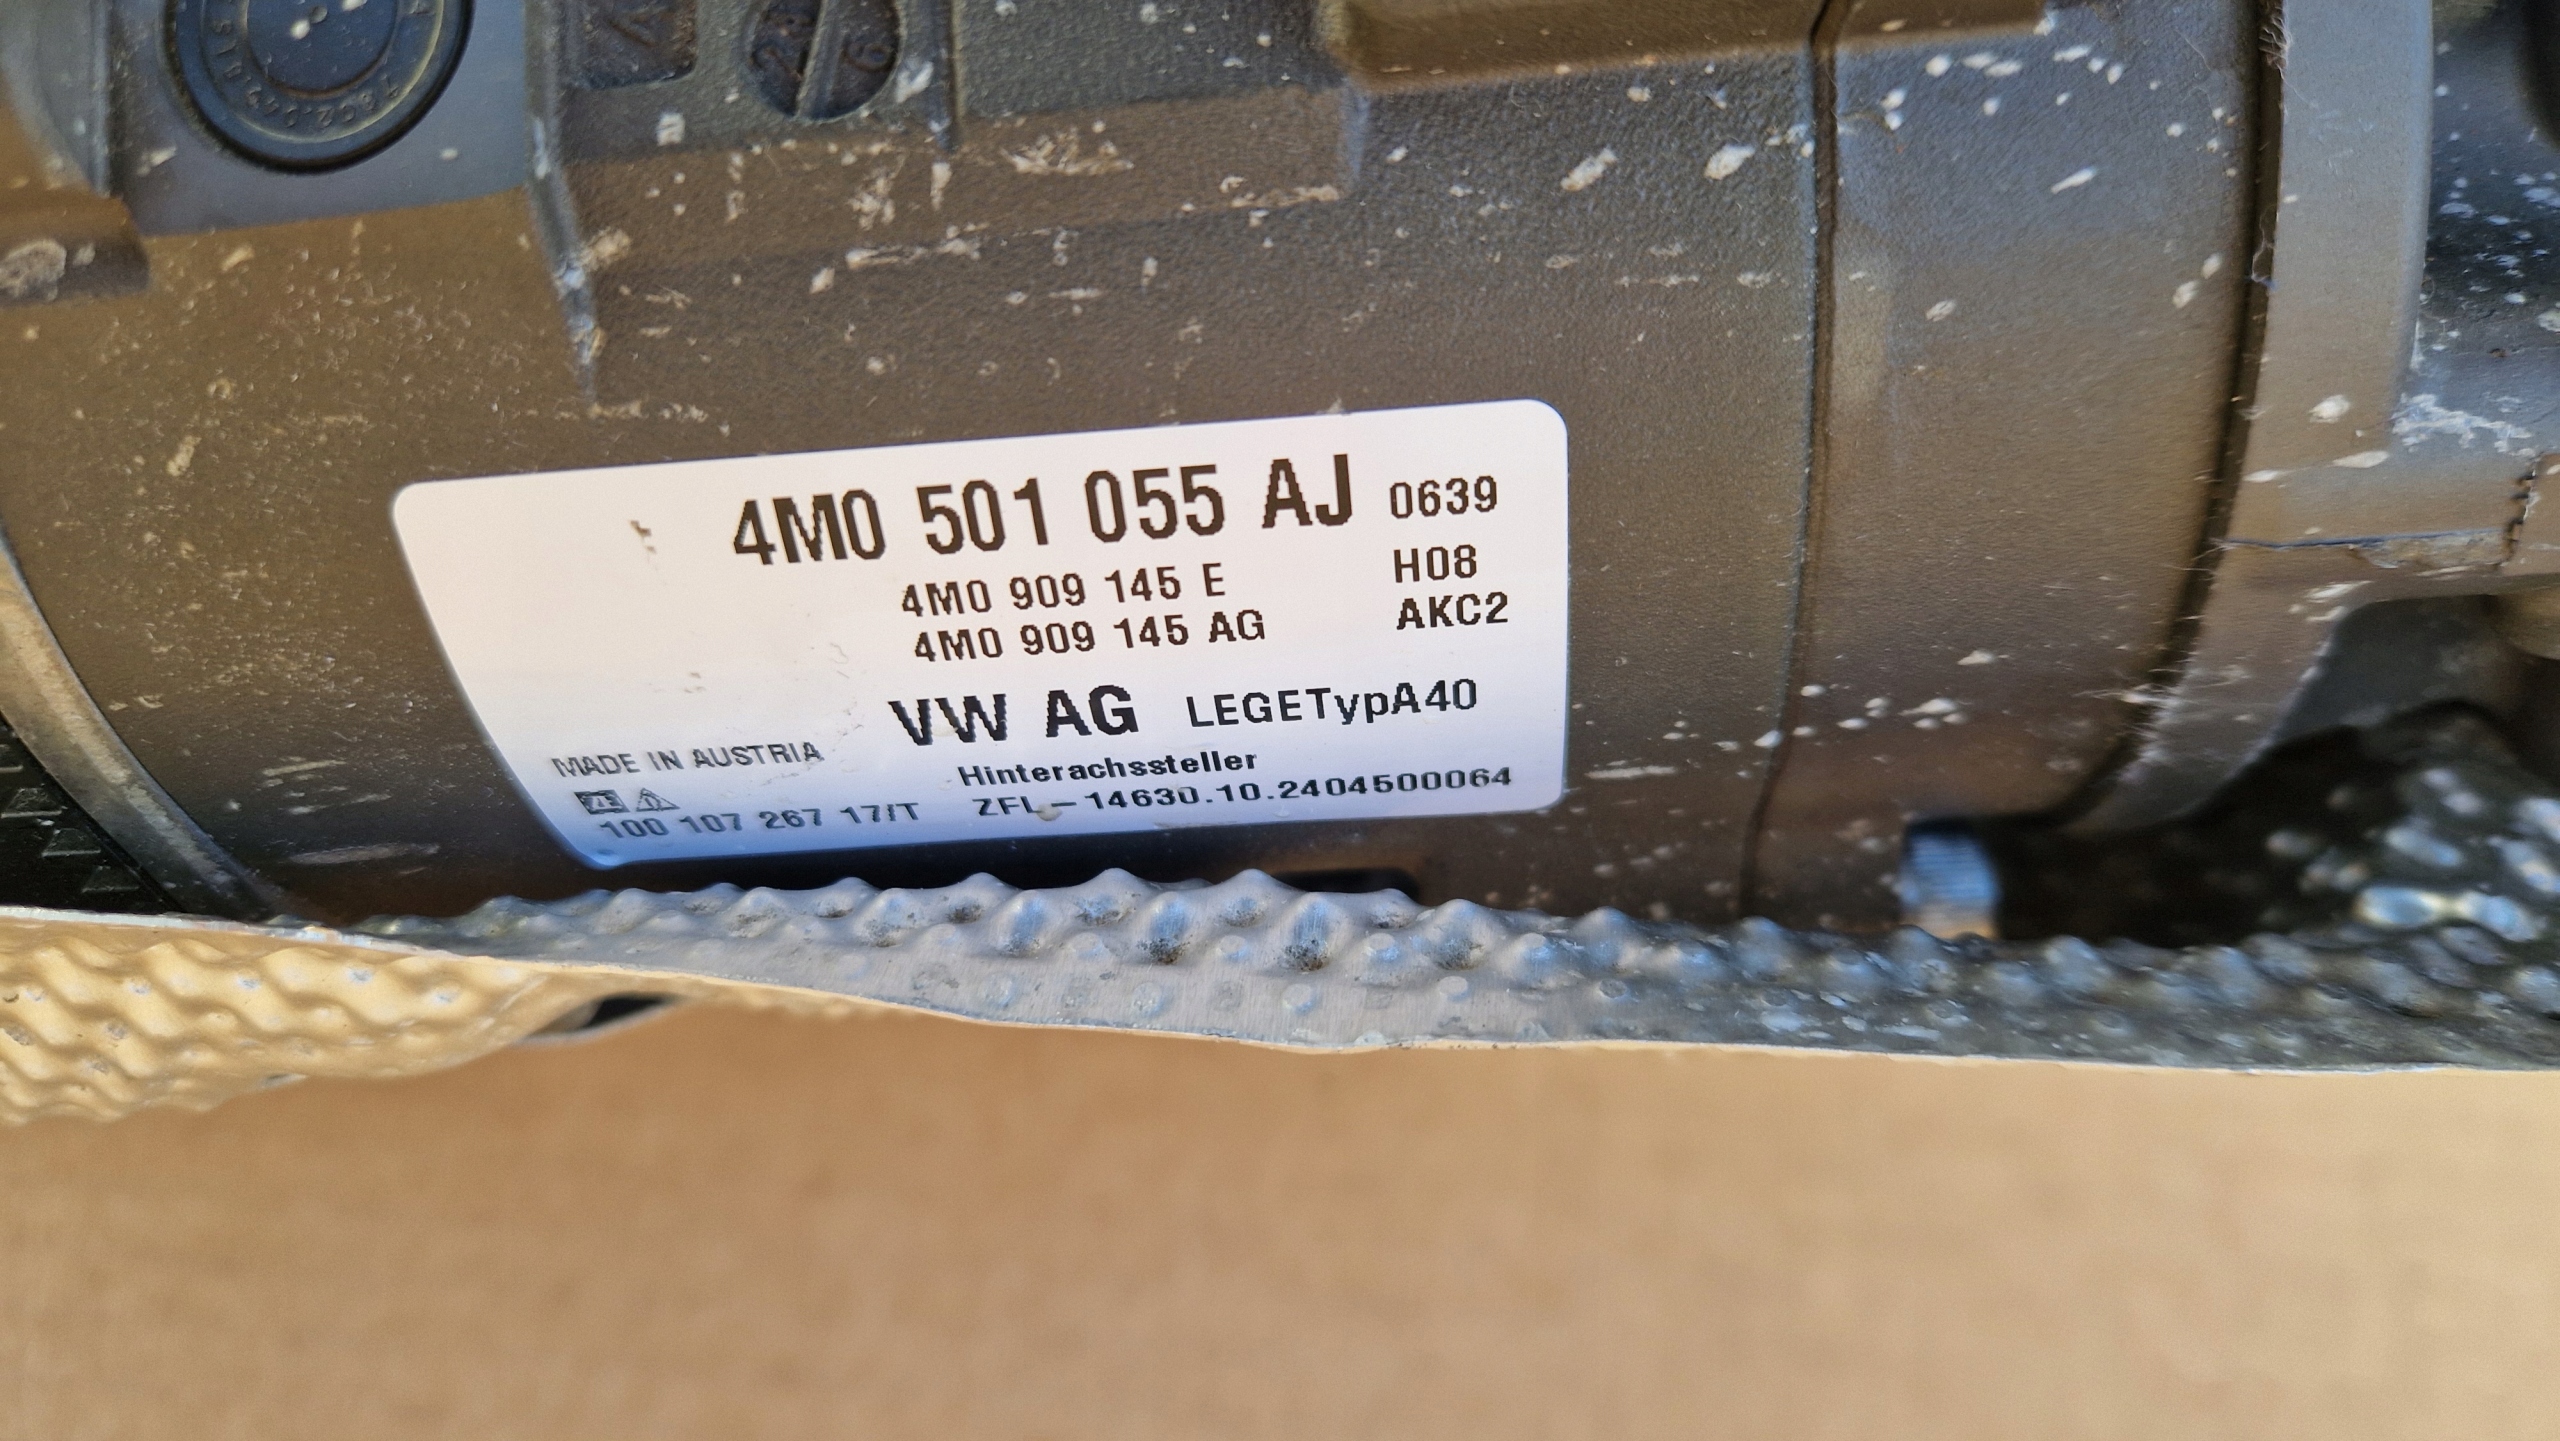 4M0 501 055 AJ 0639
4M0 909 145 E H08
4M0 909 145 AG AKC2
VW AG LEGETypA40
MADE IN AUSTRIA Hinterachssteller
100 107 267 17/T ZFL-14630.10.2404500064